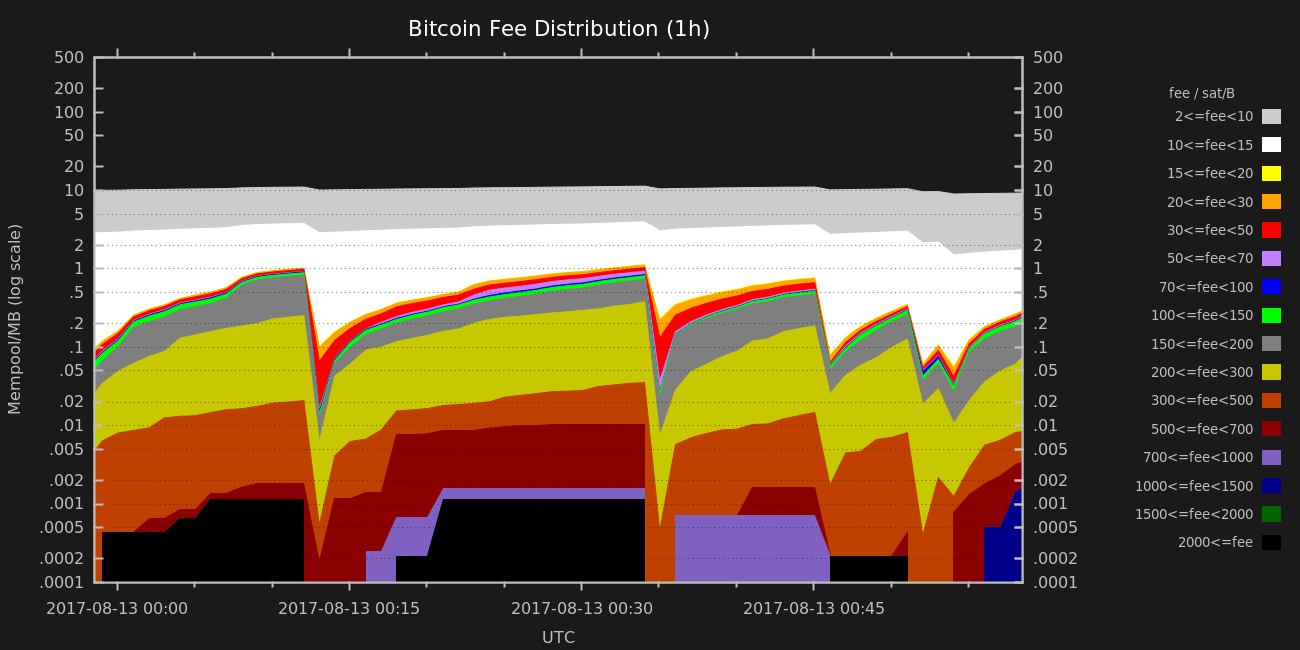 Bitcoin Fee Distribution (1h)
500
200
100
50
20
10
5
2
1
.5
.2
.1
.05
.02
.01
.005
.002
.001
.0005
.0002
.0001
Mempool/MB (log scale)
500
200
100
50
20
10
5
2
1
.5
.2
.1
.05
.02
.01
.005
.002
.001
.0005
.0002
.0001
2017-08-13 00:00
2017-08-13 00:15
2017-08-13 00:30
2017-08-13 00:45
UTC
fee / sat/B
2<=fee<10
10<=fee<15
15<=fee<20
20<=fee<30
30<=fee<50
50<=fee<70
70<=fee<100
100<=fee<150
150<=fee<200
200<=fee<300
300<=fee<500
500<=fee<700
700<=fee<1000
1000<=fee<1500
1500<=fee<2000
2000<=fee